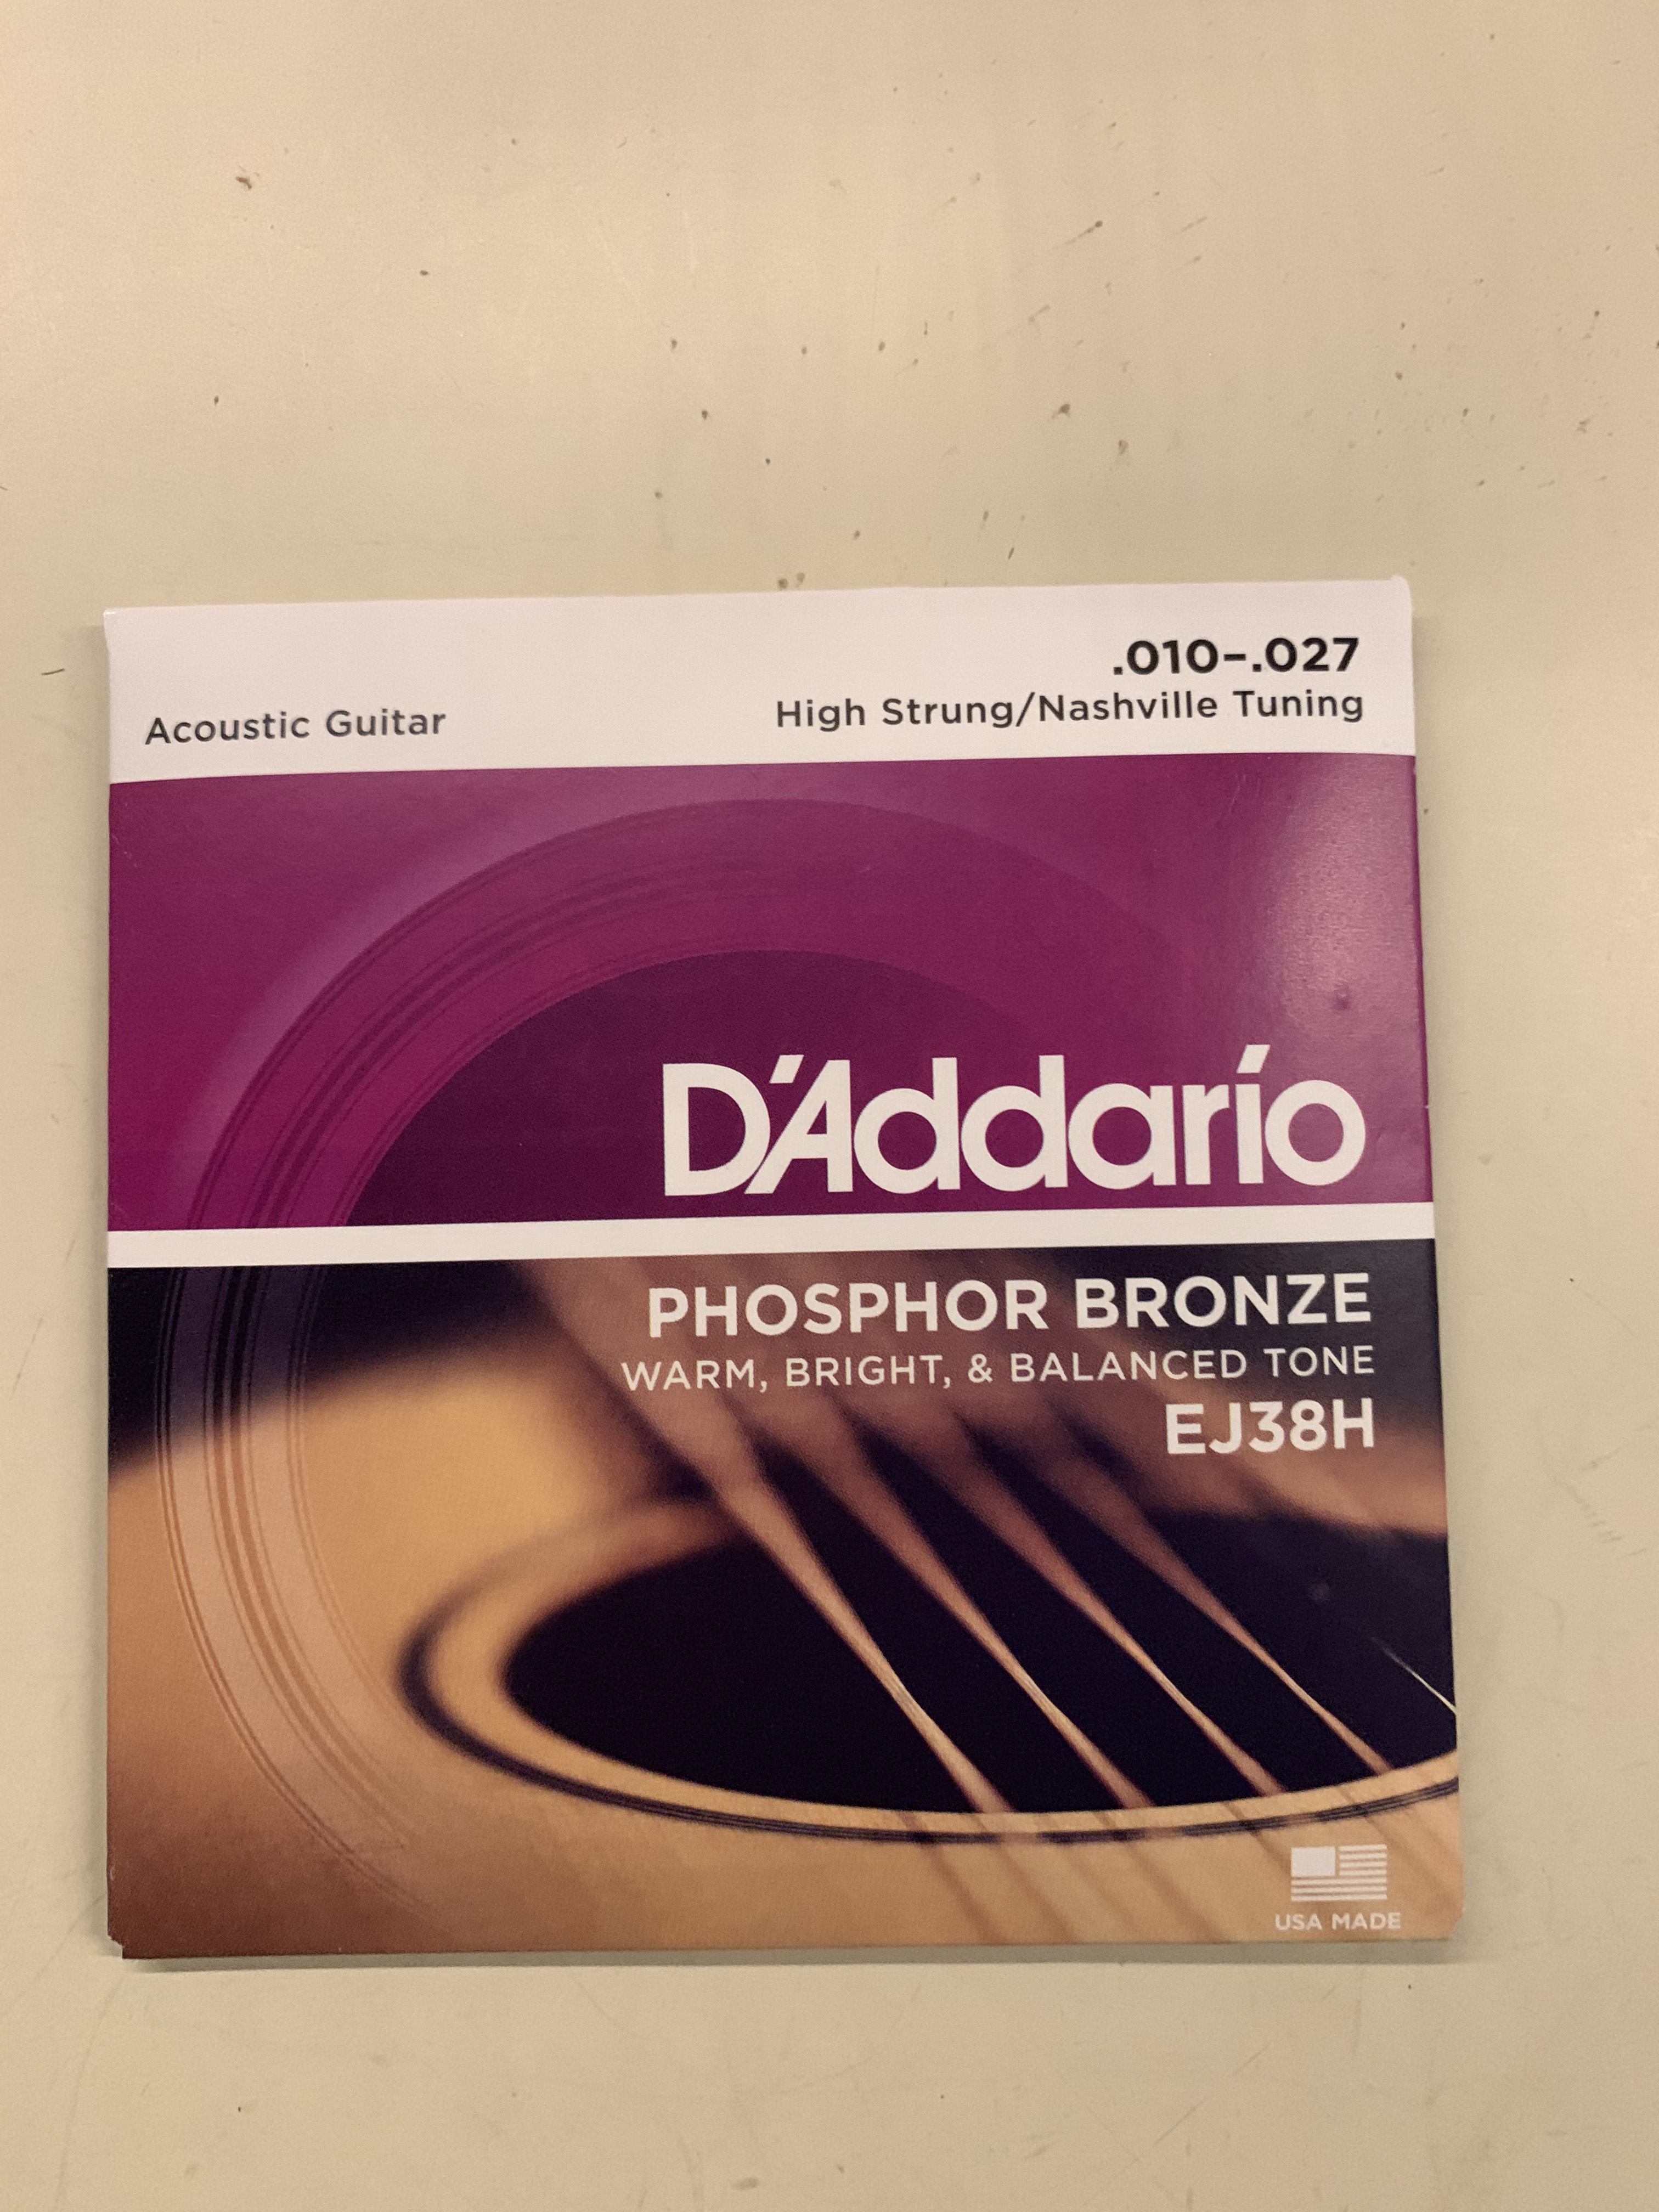 .010–.027
Acoustic Guitar
High Strung/Nashville Tuning
D'Addario
PHOSPHOR BRONZE
WARM, BRIGHT, & BALANCED TONE
EJ38H
USA MADE